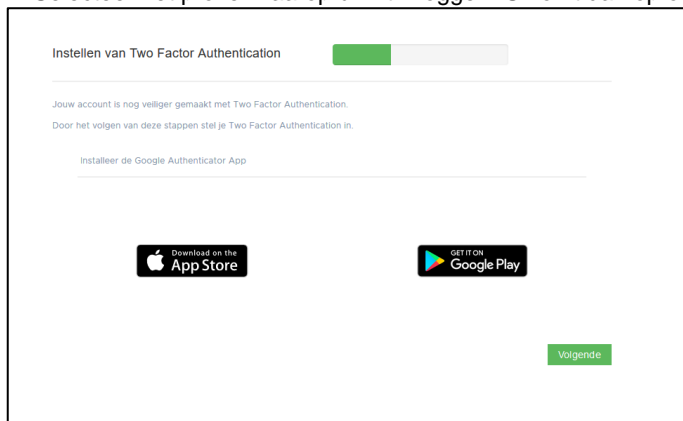 Instellen van Two Factor Authentication
Jouw account is nog veiliger gemaakt met Two Factor Authentication.
Door het volgen van deze stappen stel je Two Factor Authentication in.
Installeer de Google Authenticator App
Download on the
App Store
GET IT ON
Google Play
Volgende